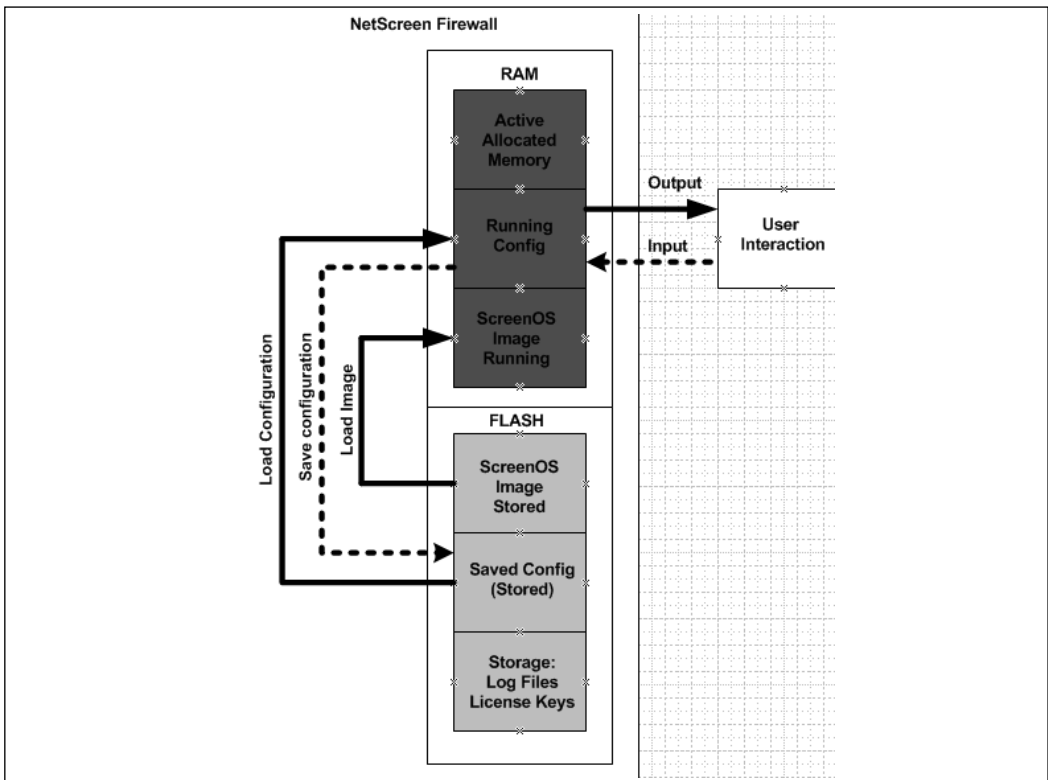 NetScreen Firewall
RAM
Active
Allocated
Memory
Running
Config
ScreenOS
Image
Running
Output
Input
User
Interaction
Load Configuration
Save configuration
Load Image
FLASH
ScreenOS
Image
Stored
Saved Config
(Stored)
Storage:
Log Files
License Keys